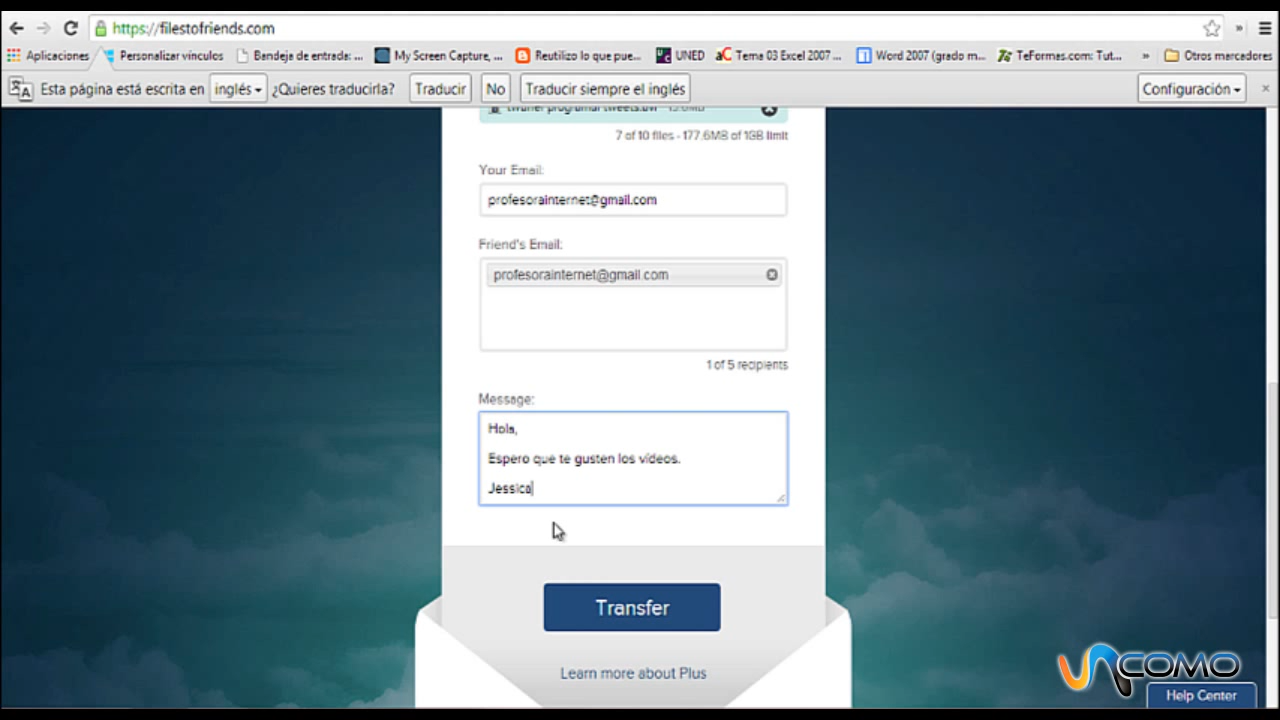 https://filestofriends.com
Aplicaciones Personalizar vínculos Bandeja de entrada: ... My Screen Capture, ... Reutilizo lo que pue... UNED Tema 03 Excel 2007 ... Word 2007 (grado m... TeFormas.com: Tut... » Otros marcadores
Esta página está escrita en inglés ¿Quieres traducirla? Traducir No Traducir siempre el inglés Configuración
7 of 10 files - 177.6MB of 1GB limit
Your Email:
profesorainternet@gmail.com
Friend's Email:
profesorainternet@gmail.com
1 of 5 recipients
Message:
Hola,
Espero que te gusten los vídeos.
Jessica
Transfer
Learn more about Plus
UNCOMO
Help Center